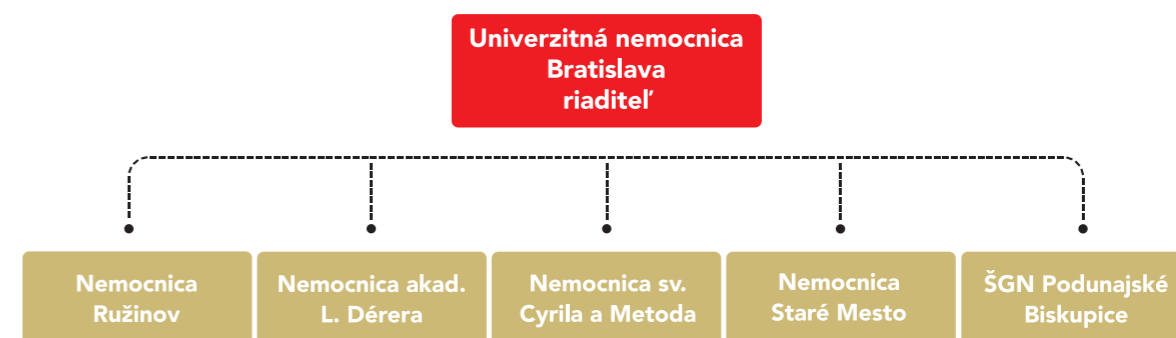 Univerzitná nemocnica
Bratislava
riaditeľ
Nemocnica
Ružinov
Nemocnica akad.
L. Dérera
Nemocnica sv.
Cyrila a Metoda
Nemocnica
Staré Mesto
ŠGN Podunajské
Biskupice